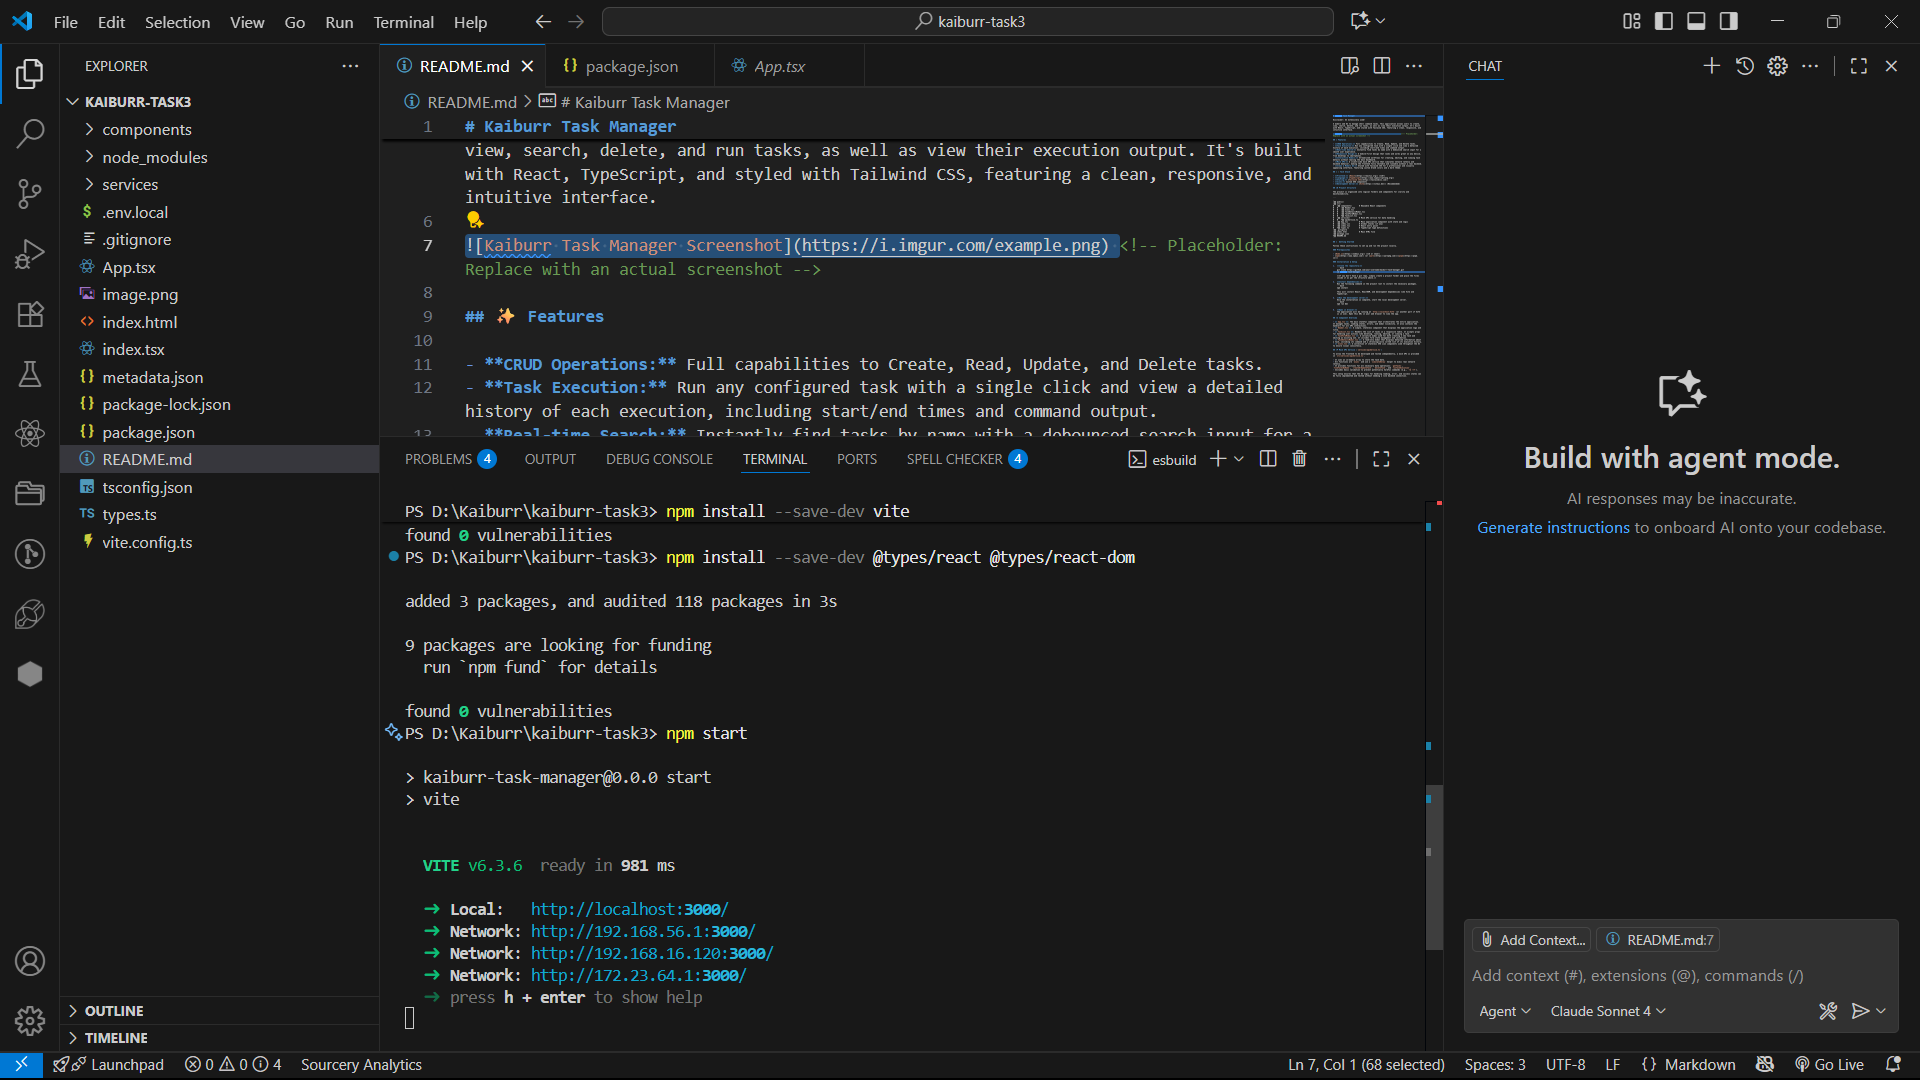 File Edit Selection View Go Run Terminal Help
kaiburr-task3
EXPLORER
KAIBURR-TASK3
components
node_modules
services
$ .env.local
.gitignore
App.tsx
image.png
<> index.html
index.tsx
{} metadata.json
{} package-lock.json
{} package.json
README.md
TS tsconfig.json
TS types.ts
vite.config.ts
OUTLINE
TIMELINE
README.md
{} package.json
App.tsx
README.md > abc # Kaiburr Task Manager
1 # Kaiburr Task Manager
view, search, delete, and run tasks, as well as view their execution output. It's built
with React, TypeScript, and styled with Tailwind CSS, featuring a clean, responsive, and
intuitive interface.
6
7 ![Kaiburr Task Manager Screenshot](https://i.imgur.com/example.png) <!-- Placeholder:
Replace with an actual screenshot -->
8
9 ## ✨ Features
10
11 - **CRUD Operations:** Full capabilities to Create, Read, Update, and Delete tasks.
12 - **Task Execution:** Run any configured task with a single click and view a detailed
history of each execution, including start/end times and command output.
13 - **Real-time Search:** Instantly find tasks by name with a debounced search input for a
PROBLEMS 4 OUTPUT DEBUG CONSOLE TERMINAL PORTS SPELL CHECKER 4
esbuild
PS D:\Kaiburr\kaiburr-task3> npm install --save-dev vite
found 0 vulnerabilities
PS D:\Kaiburr\kaiburr-task3> npm install --save-dev @types/react @types/react-dom
added 3 packages, and audited 118 packages in 3s
9 packages are looking for funding
run `npm fund` for details
found 0 vulnerabilities
PS D:\Kaiburr\kaiburr-task3> npm start
> kaiburr-task-manager@0.0.0 start
> vite
VITE v6.3.6 ready in 981 ms
➜ Local: http://localhost:3000/
➜ Network: http://192.168.56.1:3000/
➜ Network: http://192.168.16.120:3000/
➜ Network: http://172.23.64.1:3000/
➜ press h + enter to show help
CHAT
Build with agent mode.
AI responses may be inaccurate.
Generate instructions to onboard AI onto your codebase.
Add Context... README.md:7
Add context (#), extensions (@), commands (/)
Agent Claude Sonnet 4
Launchpad 0 0 4 Sourcery Analytics
Ln 7, Col 1 (68 selected) Spaces: 3 UTF-8 LF {} Markdown Go Live